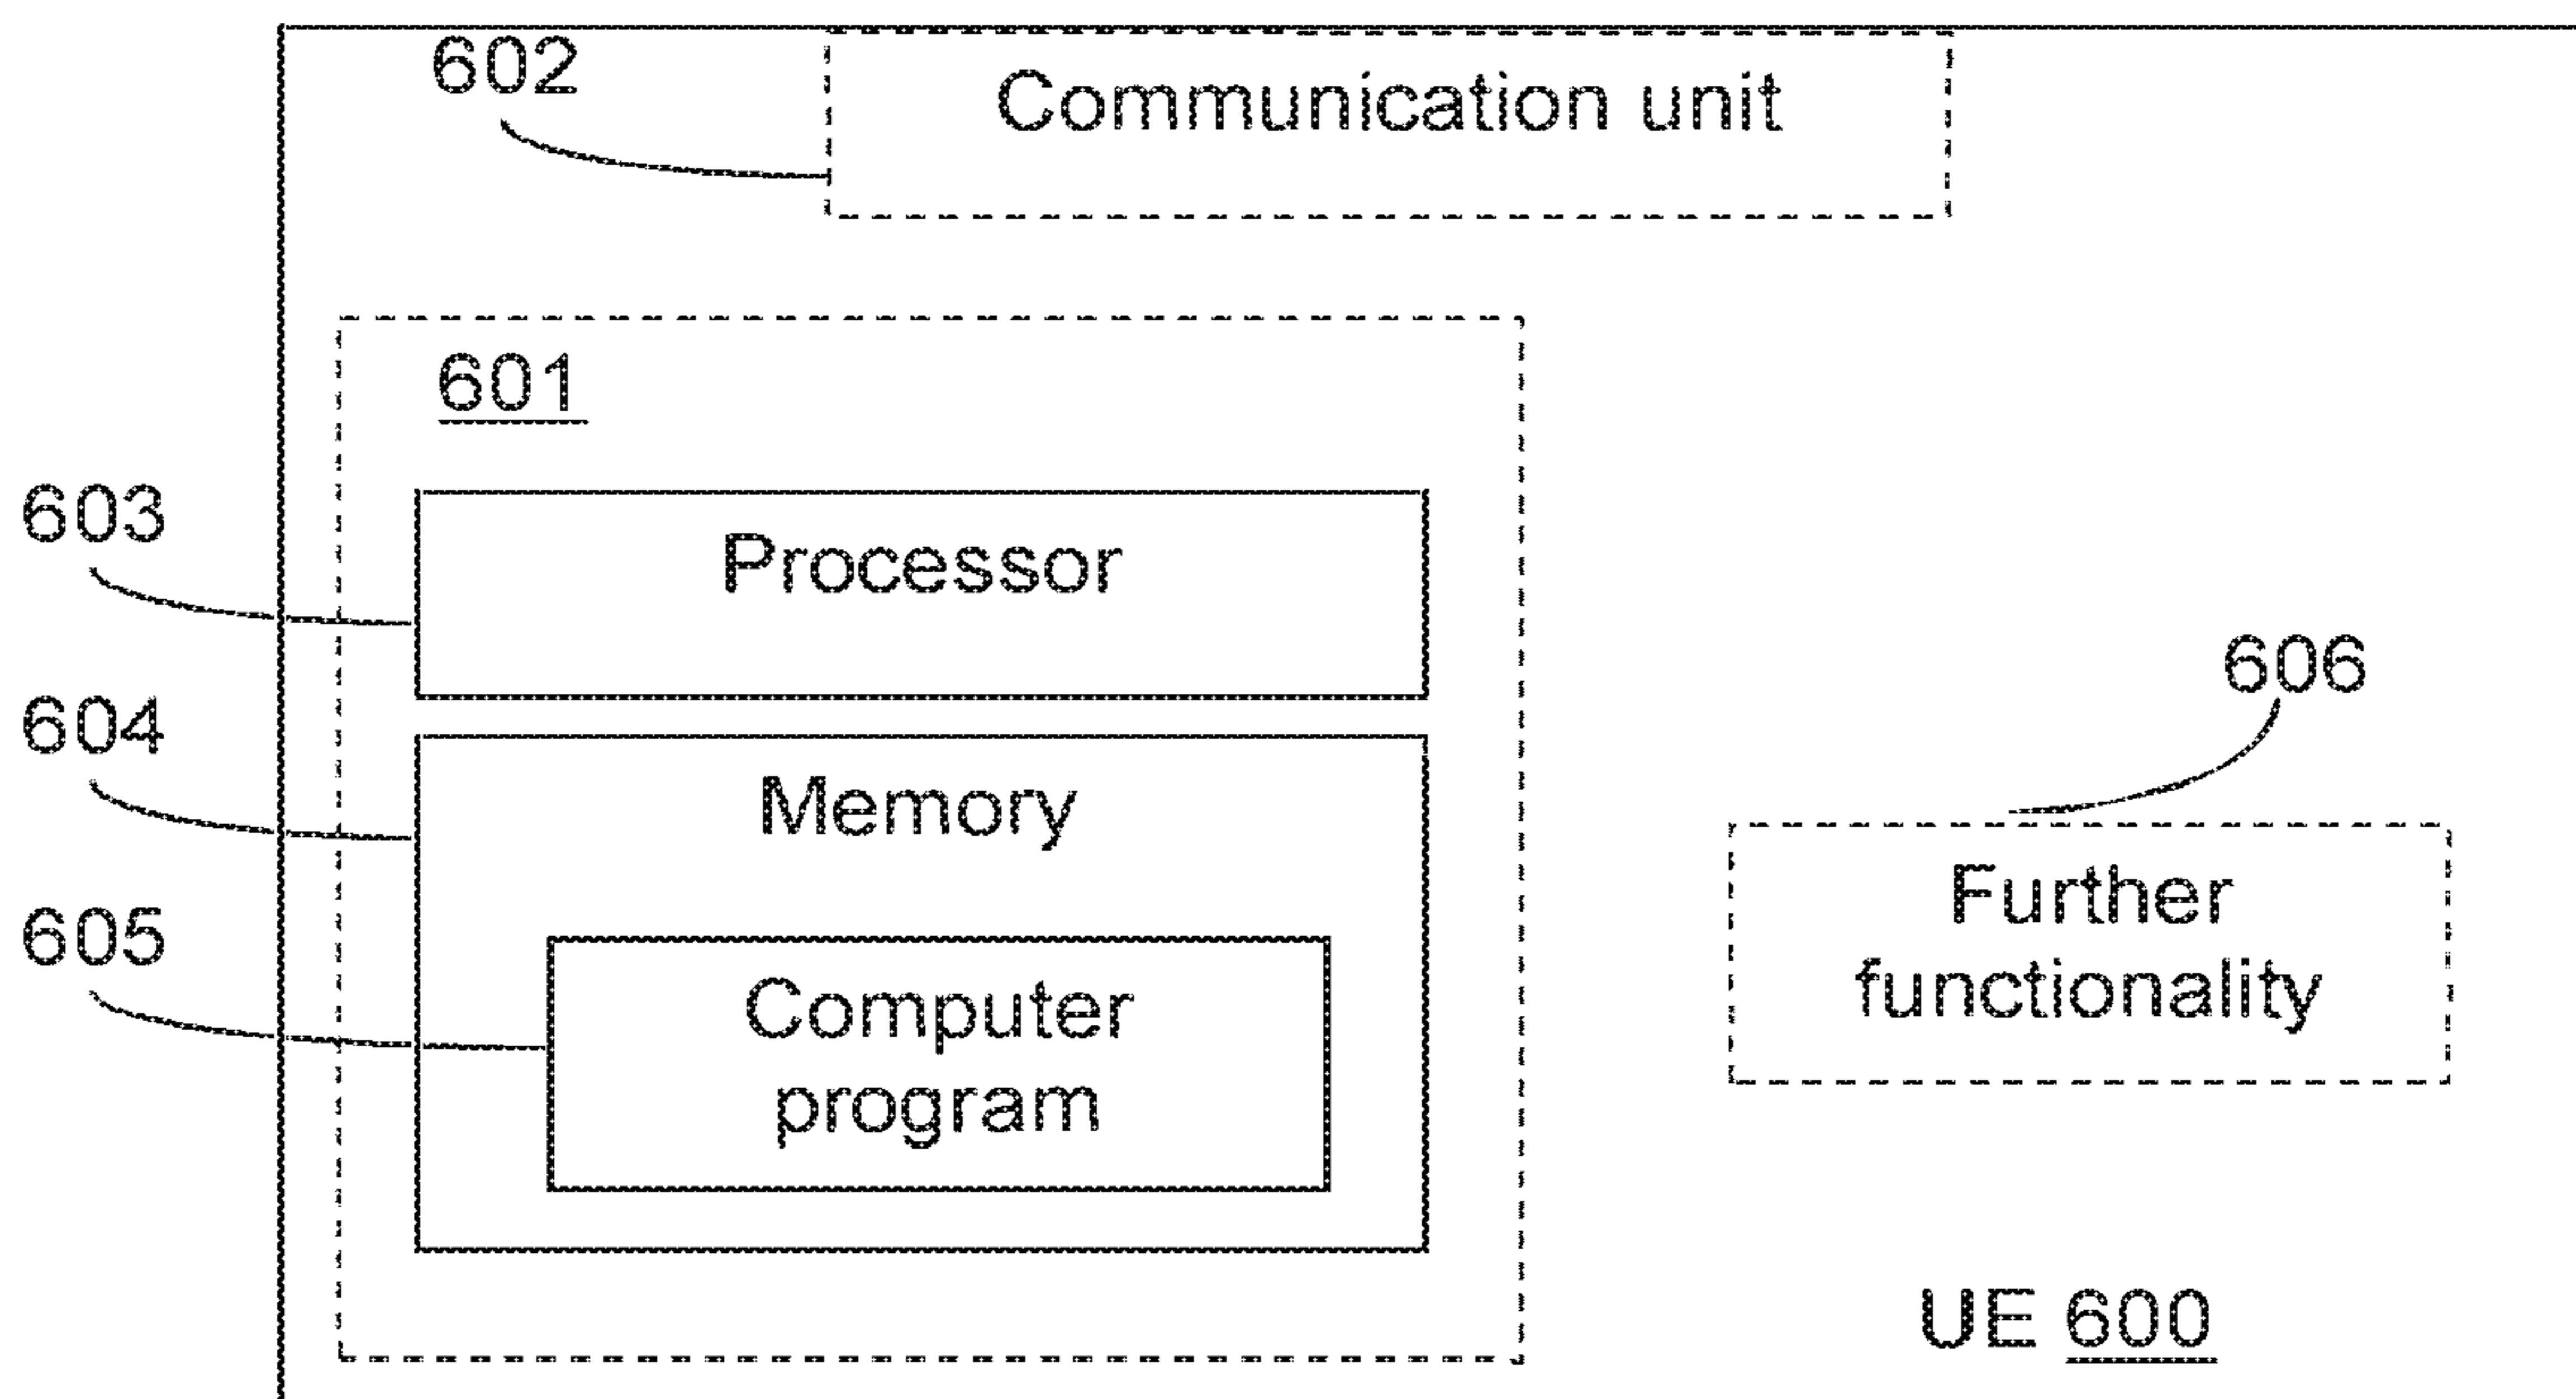 602
Communication unit
601
603
Processor
606
604
Memory
605
Computer
program
Further
functionality
UE 600